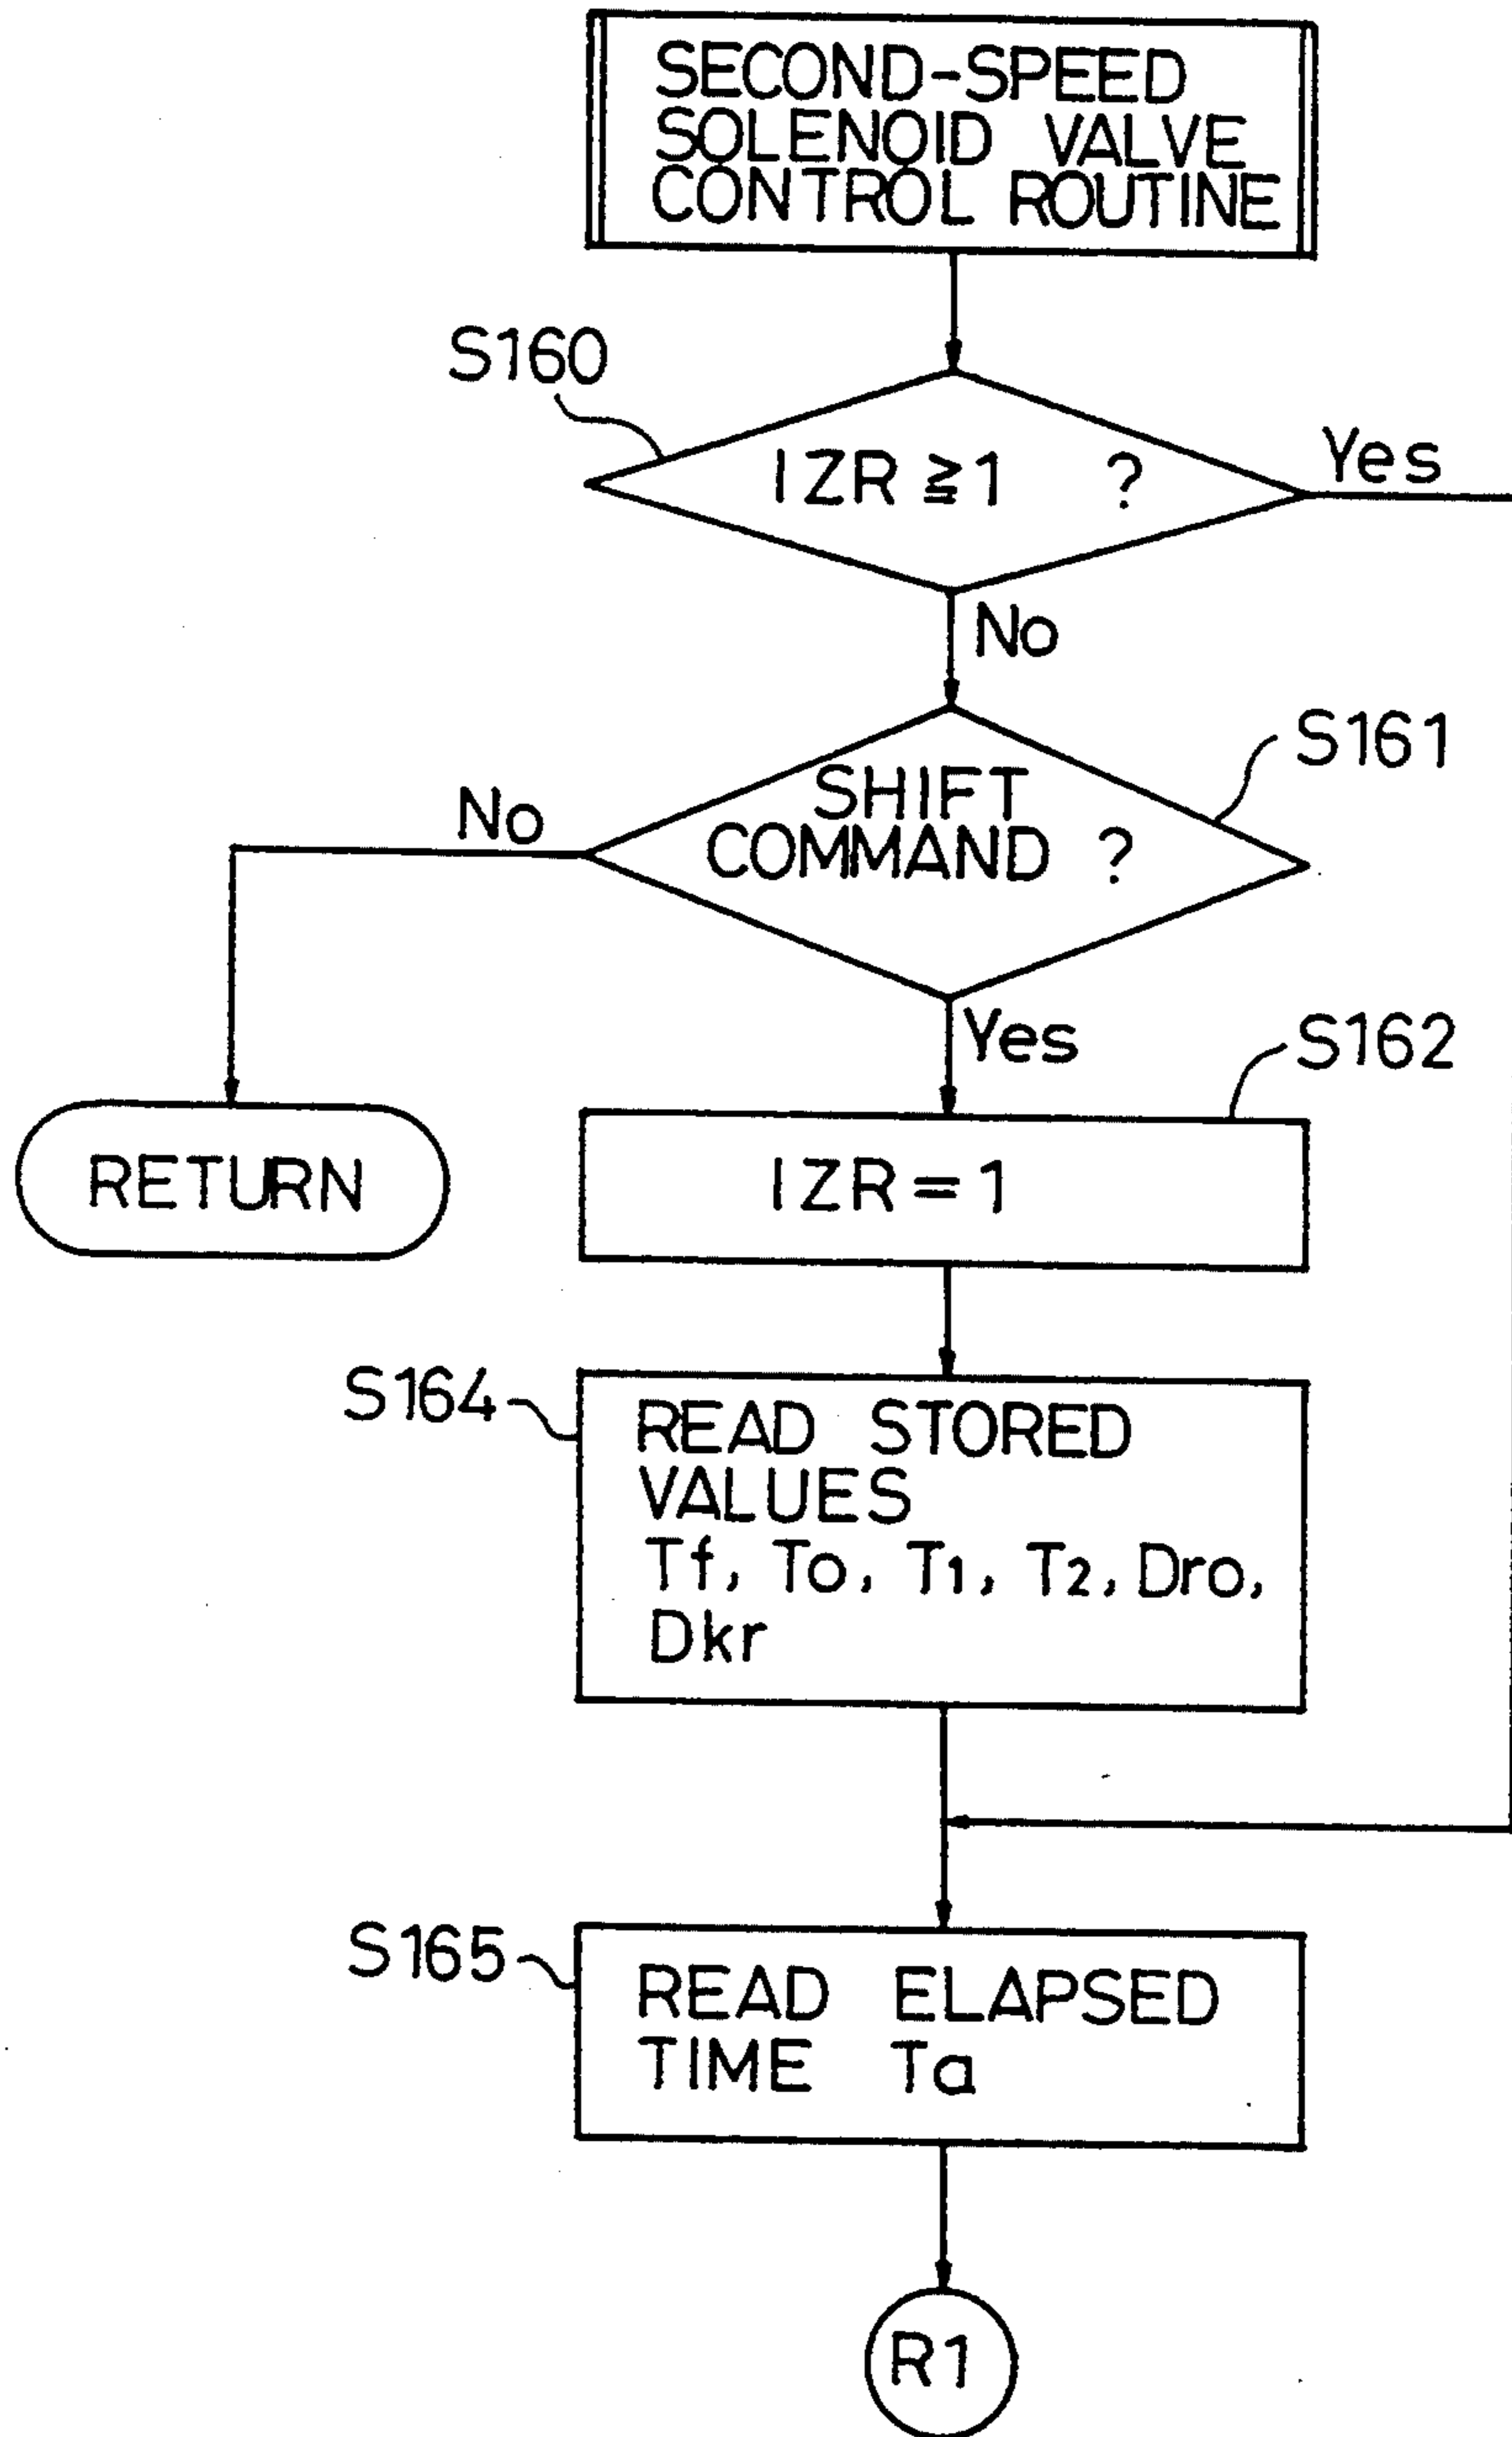 SECOND-SPEED
SOLENOID VALVE
CONTROL ROUTINE
S160
IZR ≧ 1 ?
Yes
No
S161
SHIFT
COMMAND ?
No
Yes
S162
RETURN
IZR = 1
S164
READ STORED
VALUES
Tf, To, T1, T2, Dro,
Dkr
S165
READ ELAPSED
TIME Ta
R1